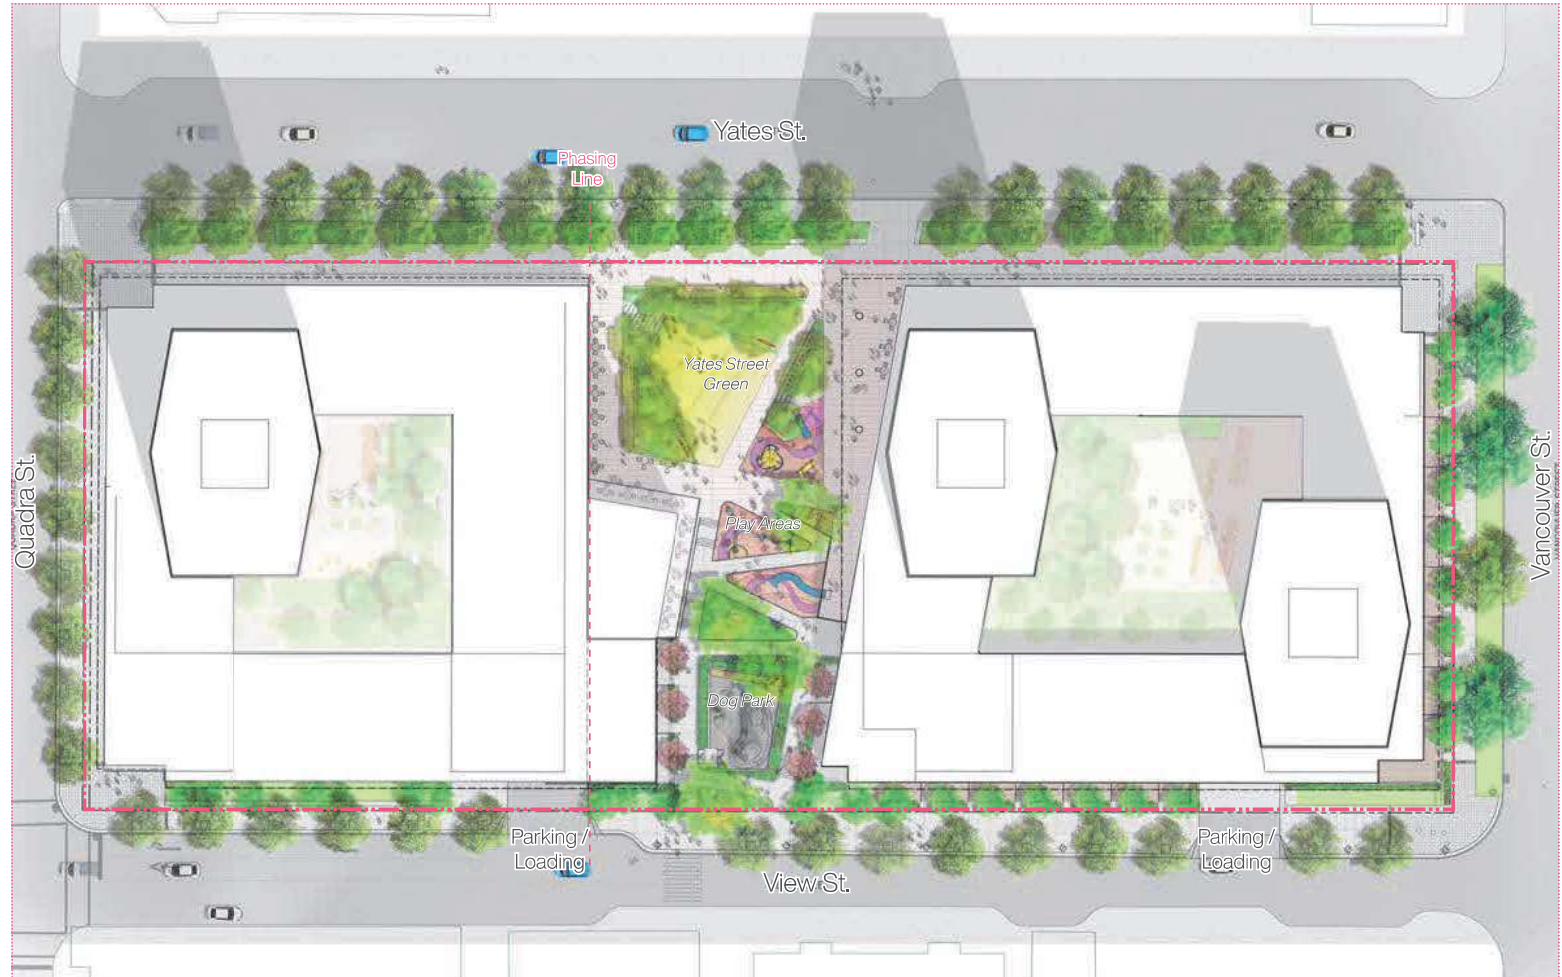 Yates St.
Phasing
Line
Yates Street
Green
Quadra St.
Play Areas
Vancouver St.
Dog Park
Parking /
Loading
Parking /
Loading
View St.